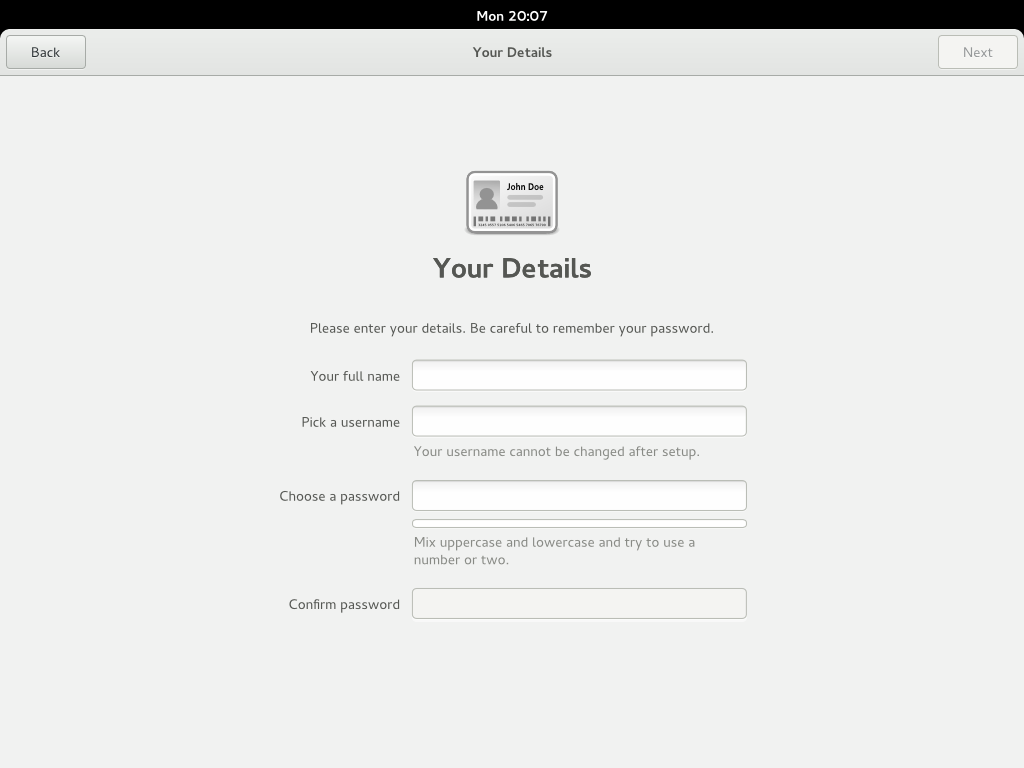 Mon 20:07
Back
Your Details
Next
John Doe
Your Details
Please enter your details. Be careful to remember your password.
Your full name
Pick a username
Your username cannot be changed after setup.
Choose a password
Mix uppercase and lowercase and try to use a
number or two.
Confirm password